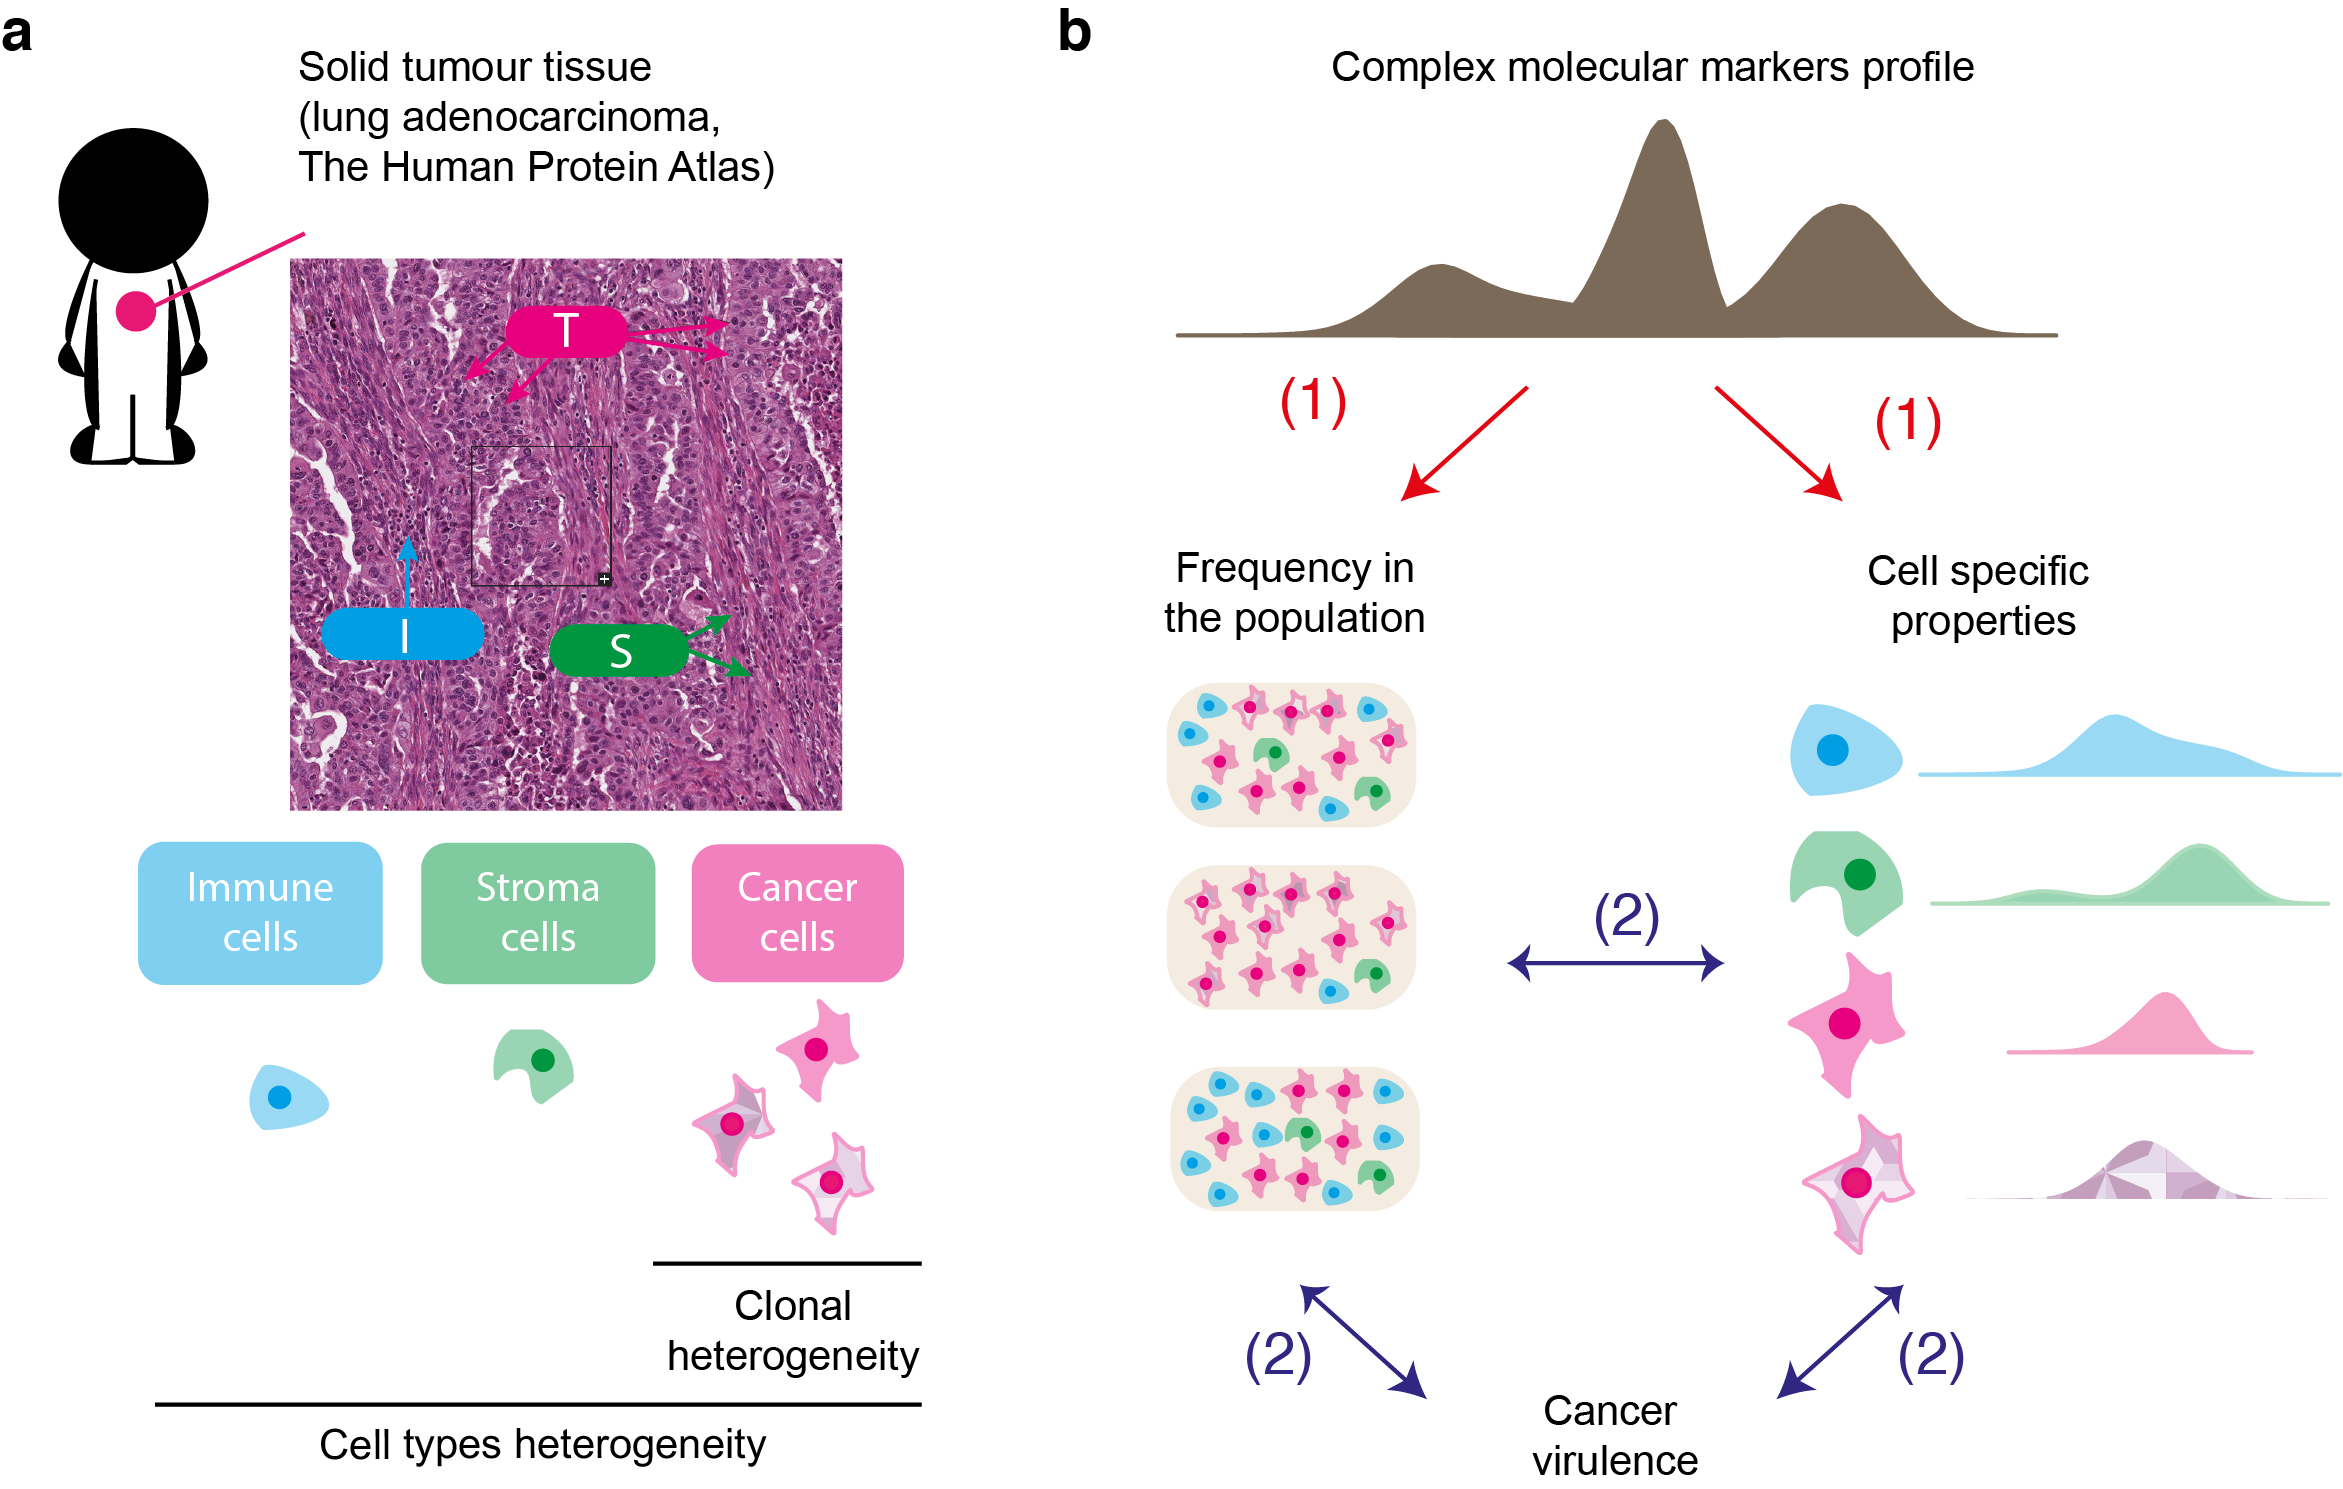 a
Solid tumour tissue
(lung adenocarcinoma,
The Human Protein Atlas)
T
I
S
Immune
cells
Stroma
cells
Cancer
cells
Clonal
heterogeneity
Cell types heterogeneity
b
Complex molecular markers profile
(1)
(1)
Frequency in
the population
Cell specific
properties
(2)
(2)
(2)
Cancer
virulence